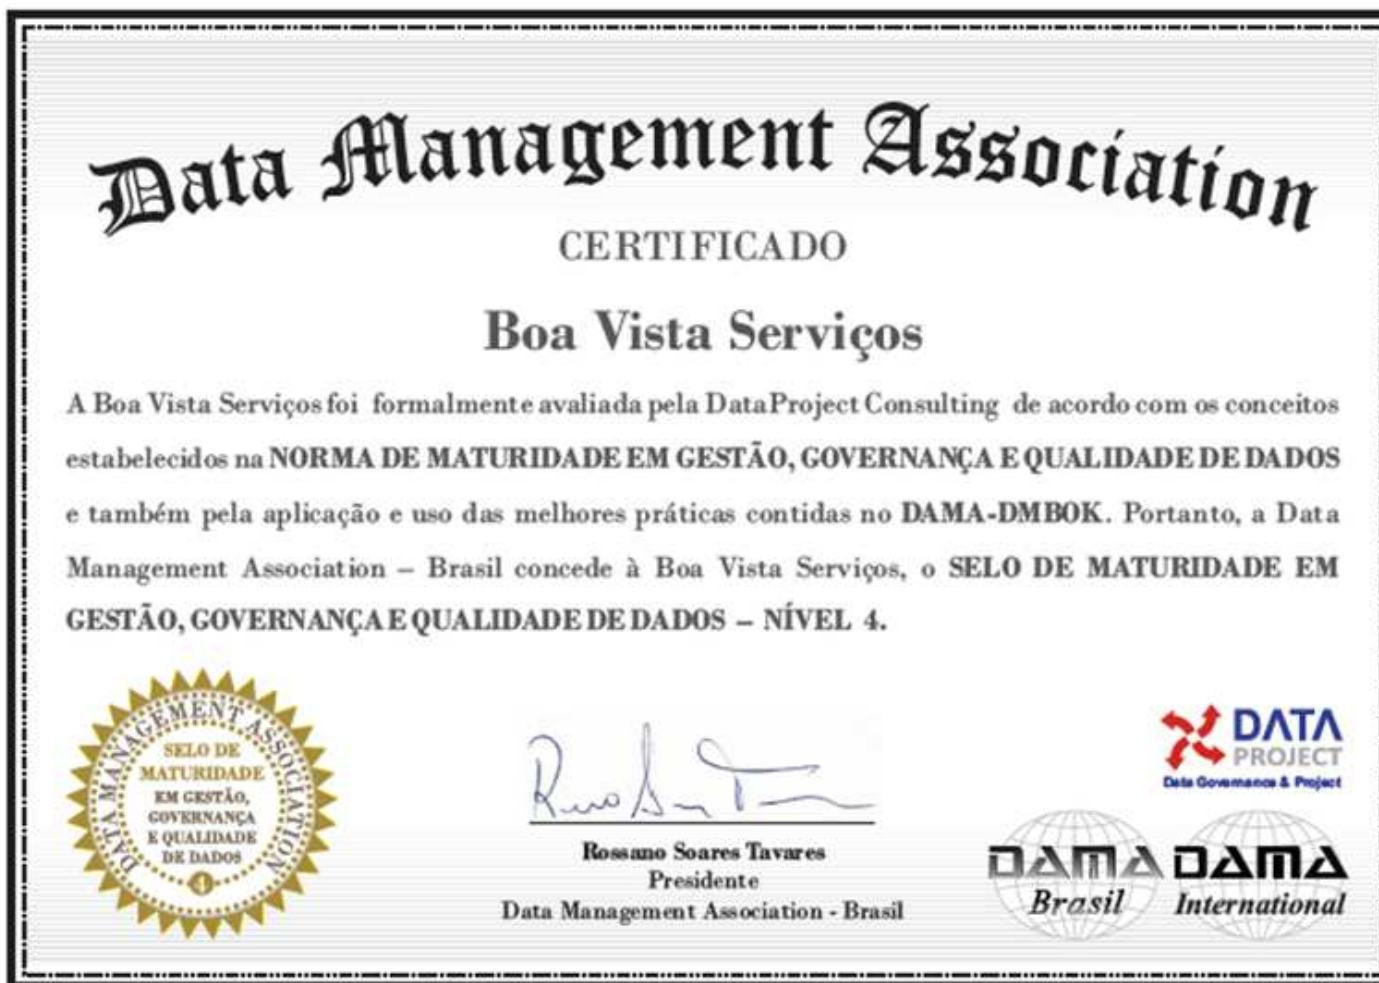 Data Management Association
CERTIFICADO
Boa Vista Serviços
A Boa Vista Serviços foi formalmente avaliada pela DataProject Consulting de acordo com os conceitos
estabelecidos na NORMA DE MATURIDADE EM GESTÃO, GOVERNANÇA E QUALIDADE DE DADOS
e também pela aplicação e uso das melhores práticas contidas no DAMA-DMBOK. Portanto, a Data
Management Association – Brasil concede à Boa Vista Serviços, o SELO DE MATURIDADE EM
GESTÃO, GOVERNANÇA E QUALIDADE DE DADOS – NÍVEL 4.
DATA MANAGEMENT ASSOCIATION
SELO DE
MATURIDADE
EM GESTÃO,
GOVERNANÇA
E QUALIDADE
DE DADOS
4
Rossano Soares Tavares
Presidente
Data Management Association - Brasil
DATA
PROJECT
Data Governance & Project
DAMA
Brasil
DAMA
International